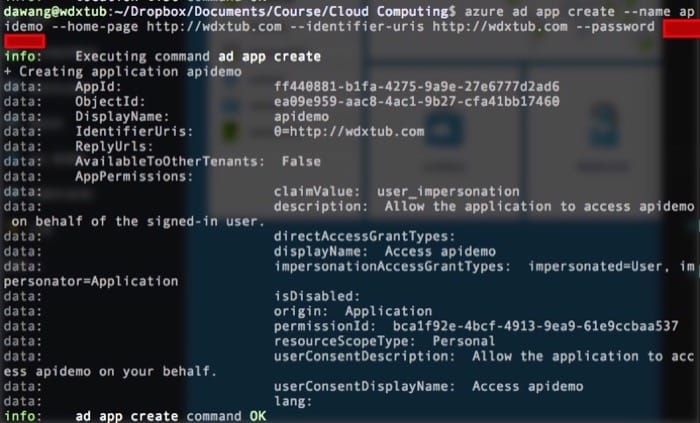 dawang@wdxtub:~/Dropbox/Documents/Course/Cloud Computing$ azure ad app create --name ap
idemo --home-page http://wdxtub.com --identifier-uris http://wdxtub.com --password
info:    Executing command ad app create
+ Creating application apidemo
data:    AppId:                   ff440881-b1fa-4275-9a9e-27e6777d2ad6
data:    ObjectId:                ea09e959-aac8-4ac1-9b27-cfa41bb17460
data:    DisplayName:             apidemo
data:    IdentifierUris:          0=http://wdxtub.com
data:    ReplyUrls:
data:    AvailableToOtherTenants:  False
data:    AppPermissions:
data:                             claimValue:  user_impersonation
data:                             description:  Allow the application to access apidemo
 on behalf of the signed-in user.
data:                             directAccessGrantTypes:
data:                             displayName:  Access apidemo
data:                             impersonationAccessGrantTypes:  impersonated=User, im
personator=Application
data:                             isDisabled:
data:                             origin:  Application
data:                             permissionId:  bca1f92e-4bcf-4913-9ea9-61e9ccbaa537
data:                             resourceScopeType:  Personal
data:                             userConsentDescription:  Allow the application to acc
ess apidemo on your behalf.
data:                             userConsentDisplayName:  Access apidemo
data:                             lang:
info:    ad app create command OK